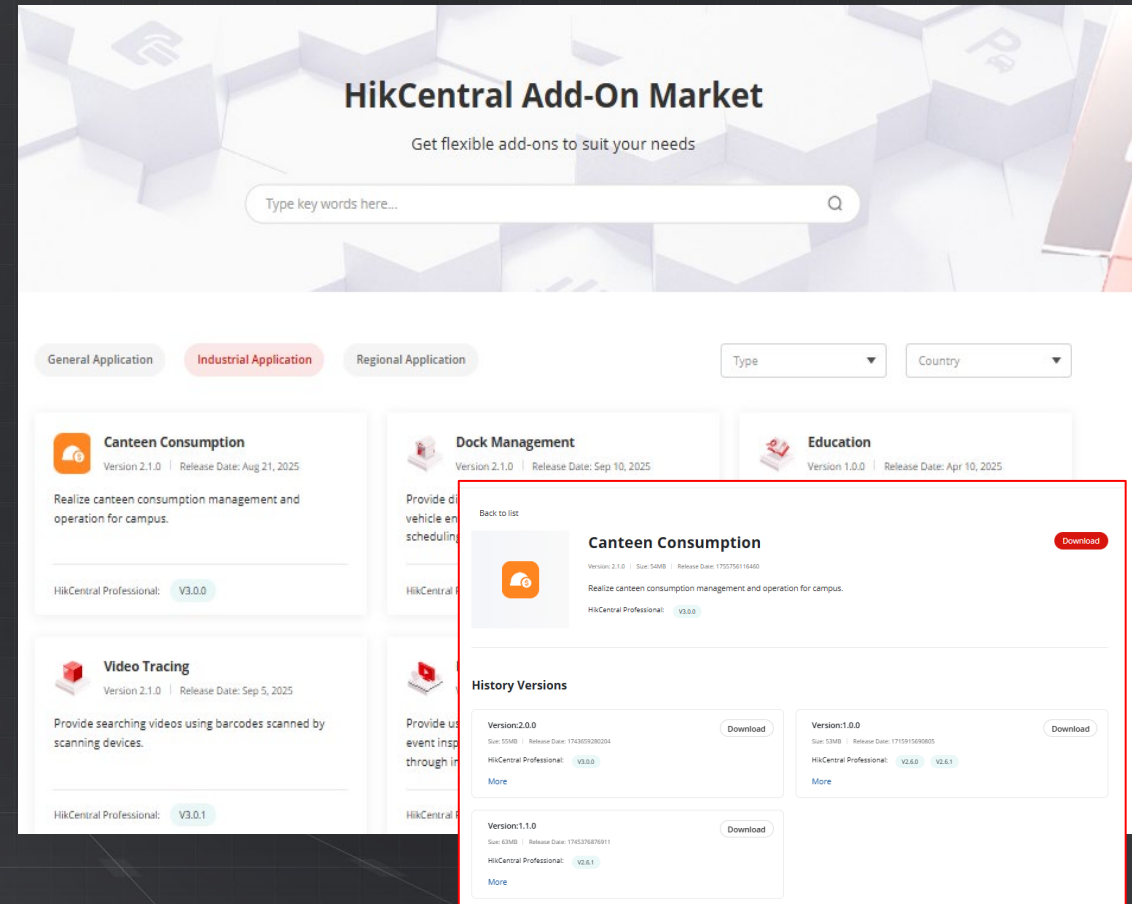 HikCentral Add-On Market
Get flexible add-ons to suit your needs
Type key words here...
General Application
Industrial Application
Regional Application
Type
Country
Canteen Consumption
Version 2.1.0 | Release Date: Aug 21, 2025
Realize canteen consumption management and
operation for campus.
HikCentral Professional: V3.0.0
Dock Management
Version 2.1.0 | Release Date: Sep 10, 2025
Provide
vehicle
scheduling
Education
Version 1.0.0 | Release Date: Apr 10, 2025
Video Tracing
Version 2.1.0 | Release Date: Sep 5, 2025
Provide searching videos using barcodes scanned by
scanning devices.
HikCentral Professional: V3.0.1
Provide
event
through
HikCentral
Back to list
Canteen Consumption
Download
Version: 2.1.0 | Size: 54MB | Release Date: 1755756116460
Realize canteen consumption management and operation for campus.
HikCentral Professional: V3.0.0
History Versions
Version:2.0.0
Download
Size: 55MB | Release Date: 1743659280204
HikCentral Professional: V3.0.0
More
Version:1.0.0
Download
Size: 53MB | Release Date: 1715915690805
HikCentral Professional: V2.6.0 V2.6.1
More
Version:1.1.0
Download
Size: 63MB | Release Date: 1745376876911
HikCentral Professional: V2.6.1
More